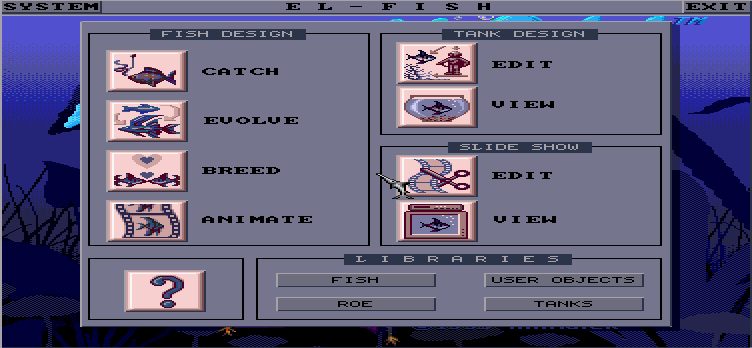 SYSTEM EL-FISH EXIT
FISH DESIGN
CATCH
EVOLVE
BREED
ANIMATE
TANK DESIGN
EDIT
VIEW
SLIDE SHOW
EDIT
VIEW
?
LIBRARIES
FISH USER OBJECTS
ROE TANKS